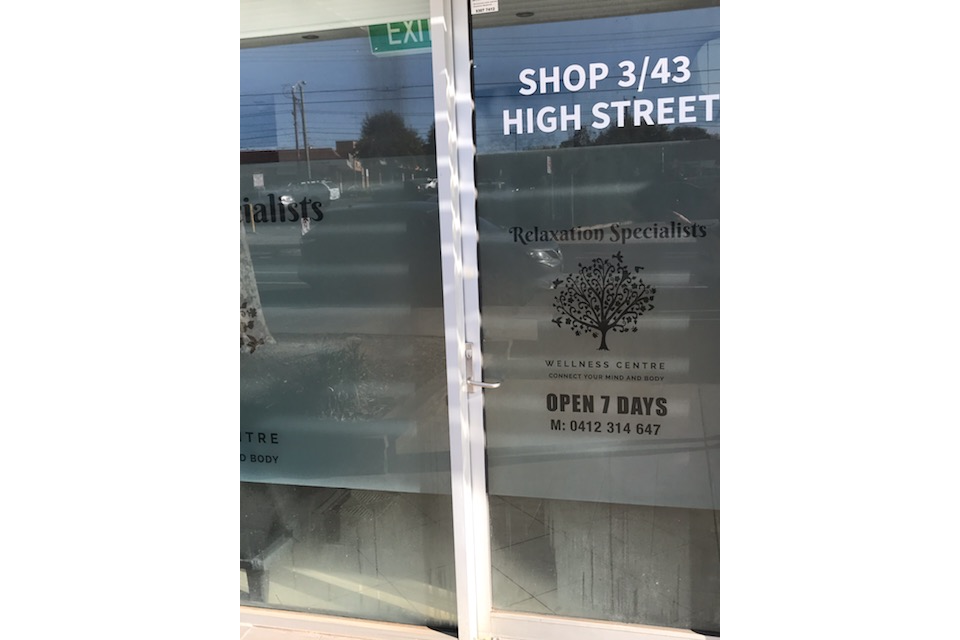 EXIT
SHOP 3/43
HIGH STREET
cialists
Relaxation Specialists
WELLNESS CENTRE
CONNECT YOUR MIND AND BODY
OPEN 7 DAYS
M: 0412 314 647
NTRE
D BODY